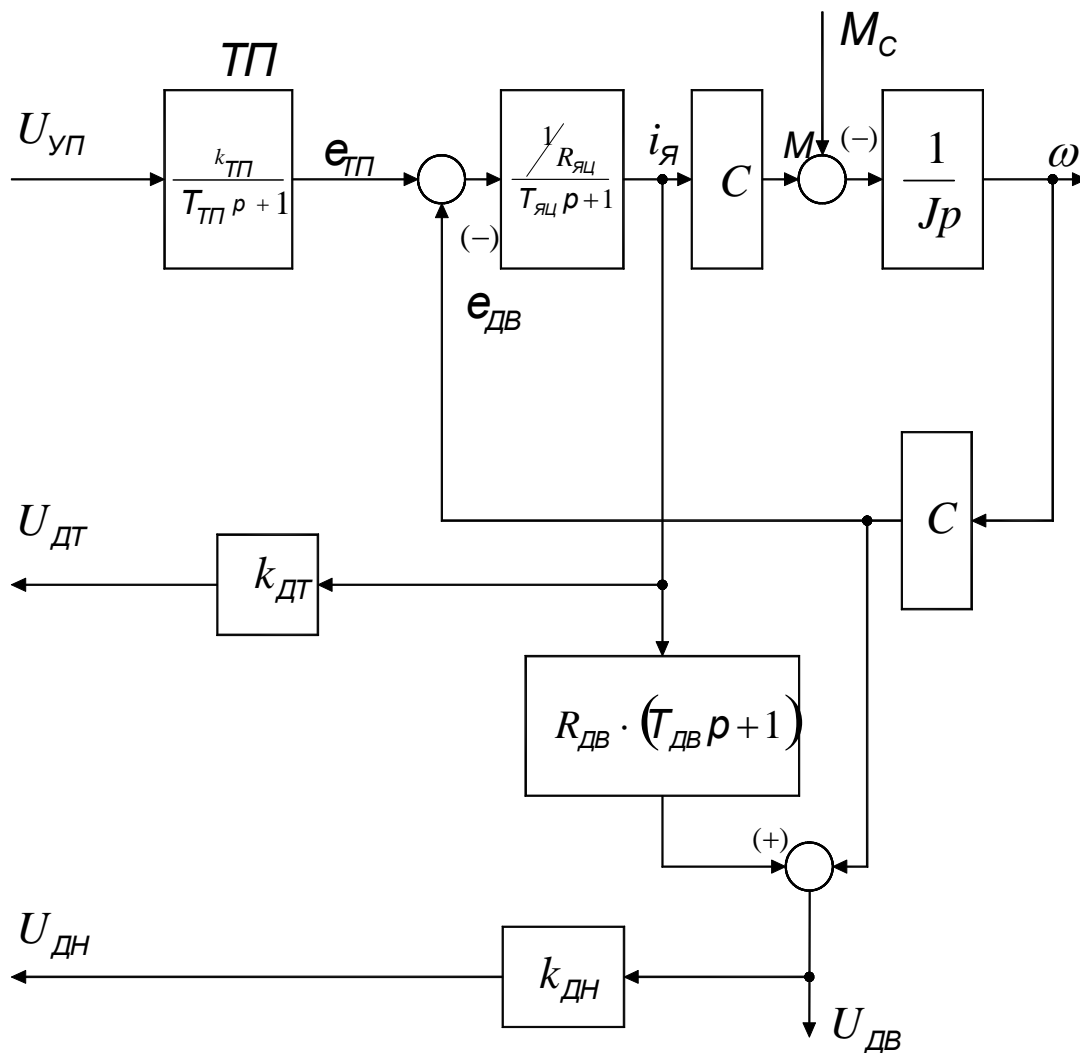 ТП
M_C
U_УП
k_ТП / T_ТП p + 1
e_ТП
1/R_ЯЦ / T_ЯЦ p + 1
i_Я
C
M
(−)
1 / Jp
ω
(−)
e_ДВ
C
U_ДТ
k_ДТ
R_ДВ · (T_ДВ p + 1)
(+)
U_ДН
k_ДН
U_ДВ